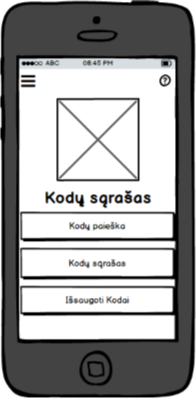 ●●●○○ ABC 08:45 PM
?
Kodų sąrašas
Kodų paieška
Kodų sąrašas
Išsaugoti Kodai